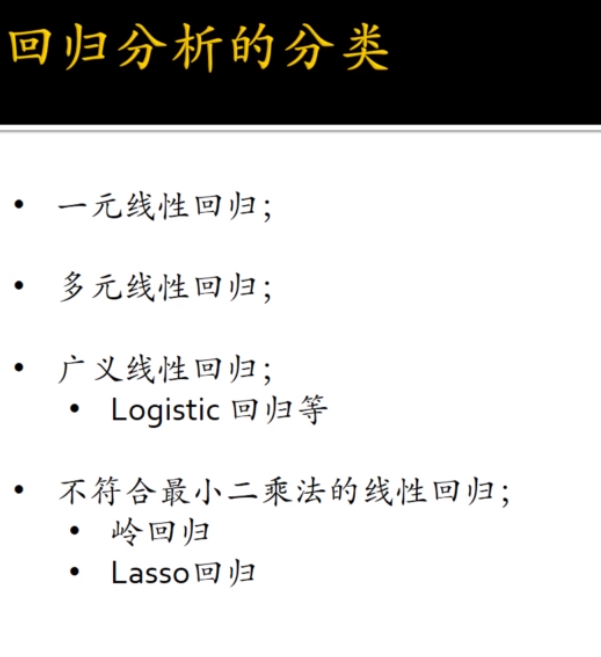 回归分析的分类
• 一元线性回归；
• 多元线性回归；
• 广义线性回归；
• Logistic 回归等
• 不符合最小二乘法的线性回归；
• 岭回归
• Lasso回归